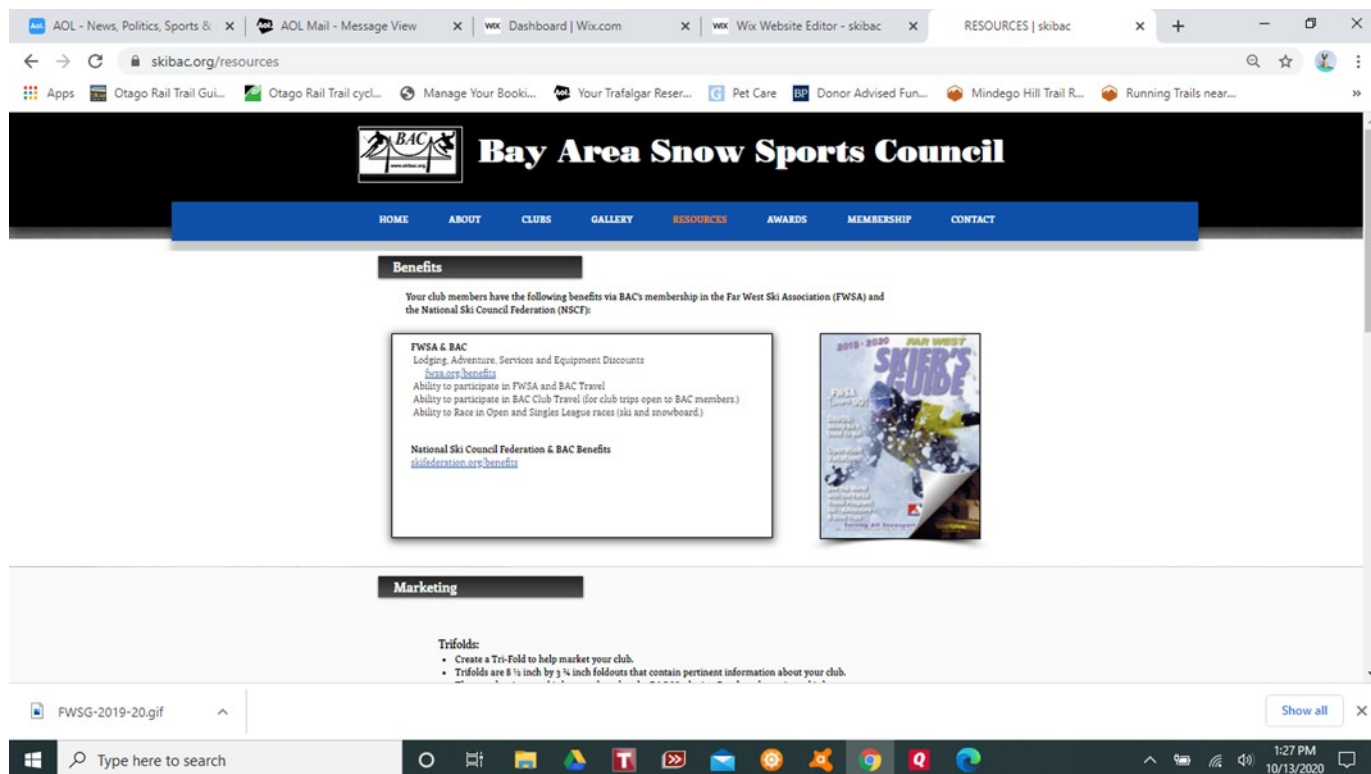 AOL - News, Politics, Sports &
AOL Mail - Message View
Dashboard | Wix.com
Wix Website Editor - skibac
RESOURCES | skibac
skibac.org/resources
Apps
Otago Rail Trail Gui...
Otago Rail Trail cycl...
Manage Your Booki...
Your Trafalgar Reser...
Pet Care
BP
Donor Advised Fun...
Mindego Hill Trail R...
Running Trails near...
BAC
Bay Area Snow Sports Council
HOME ABOUT CLUBS GALLERY RESOURCES AWARDS MEMBERSHIP CONTACT
Benefits
Your club members have the following benefits via BAC's membership in the Far West Ski Association (FWSA) and
the National Ski Council Federation (NSCF):
FWSA & BAC
Lodging, Adventure, Services and Equipment Discounts
fwsa.org/benefits
Ability to participate in FWSA and BAC Travel
Ability to participate in BAC Club Travel (for club trips open to BAC members.)
Ability to Race in Open and Singles League races (ski and snowboard.)
National Ski Council Federation & BAC Benefits
skifederation.org/benefits
2019-2020 FAR WEST
SKIER'S
GUIDE
Marketing
Trifolds:
• Create a Tri-Fold to help market your club.
• Trifolds are 8 ½ inch by 3 ¾ inch foldouts that contain pertinent information about your club.
FWSG-2019-20.gif
Show all
Type here to search
1:27 PM
10/13/2020